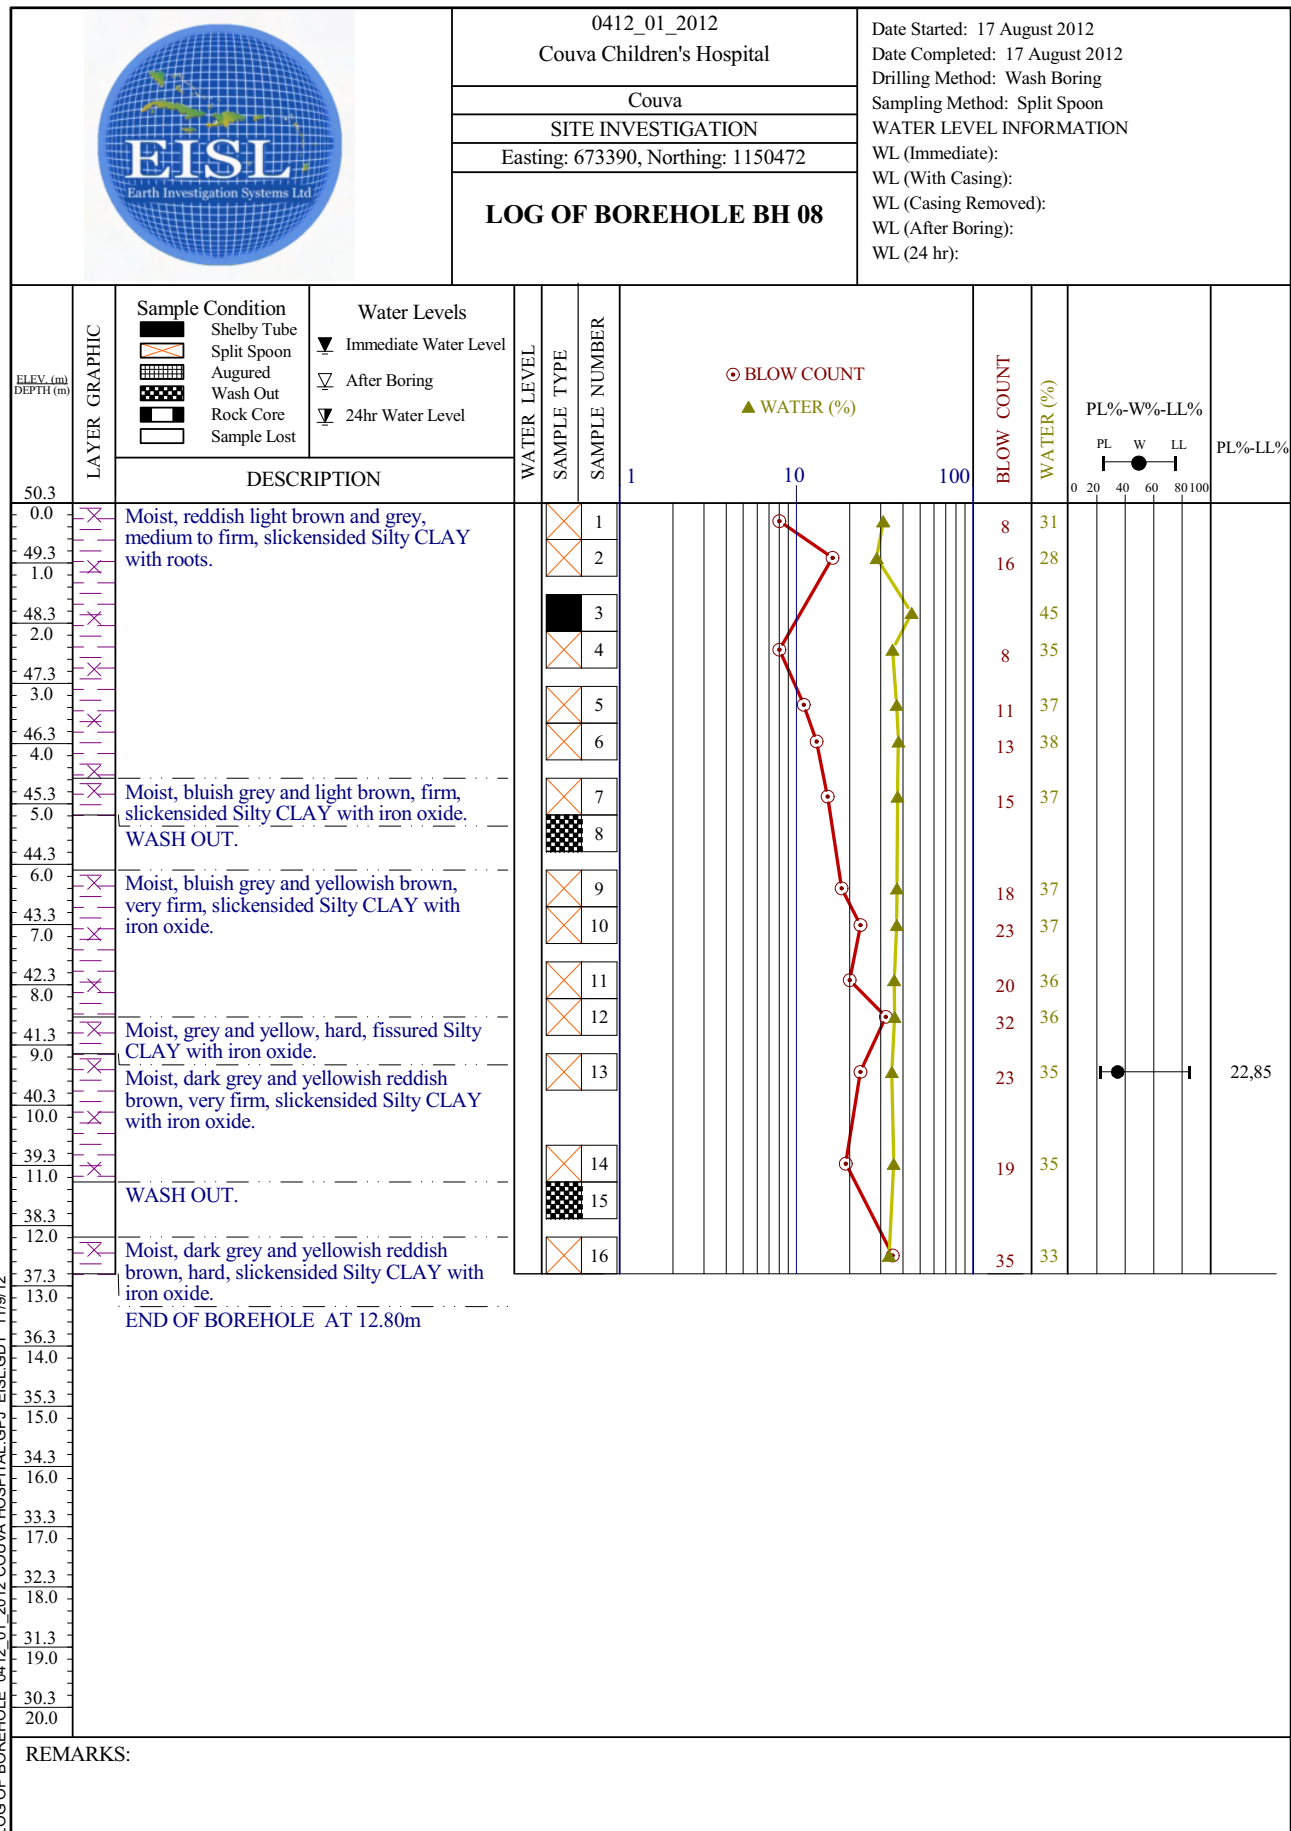 EISL
Earth Investigation Systems Ltd
0412_01_2012
Couva Children's Hospital
Couva
SITE INVESTIGATION
Easting: 673390, Northing: 1150472
LOG OF BOREHOLE BH 08
Date Started: 17 August 2012
Date Completed: 17 August 2012
Drilling Method: Wash Boring
Sampling Method: Split Spoon
WATER LEVEL INFORMATION
WL (Immediate):
WL (With Casing):
WL (Casing Removed):
WL (After Boring):
WL (24 hr):
ELEV. (m)
DEPTH (m)
LAYER GRAPHIC
Sample Condition
Shelby Tube
Split Spoon
Augured
Wash Out
Rock Core
Sample Lost
Water Levels
Immediate Water Level
After Boring
24hr Water Level
DESCRIPTION
WATER LEVEL
SAMPLE TYPE
SAMPLE NUMBER
BLOW COUNT
WATER (%)
1 10 100
BLOW COUNT
WATER (%)
PL%-W%-LL%
PL W LL
0 20 40 60 80 100
PL%-LL%
50.3
0.0
49.3
1.0
48.3
2.0
47.3
3.0
46.3
4.0
45.3
5.0
44.3
6.0
43.3
7.0
42.3
8.0
41.3
9.0
40.3
10.0
39.3
11.0
38.3
12.0
37.3
13.0
36.3
14.0
35.3
15.0
34.3
16.0
33.3
17.0
32.3
18.0
31.3
19.0
30.3
20.0
Moist, reddish light brown and grey,
medium to firm, slickensided Silty CLAY
with roots.
Moist, bluish grey and light brown, firm,
slickensided Silty CLAY with iron oxide.
WASH OUT.
Moist, bluish grey and yellowish brown,
very firm, slickensided Silty CLAY with
iron oxide.
Moist, grey and yellow, hard, fissured Silty
CLAY with iron oxide.
Moist, dark grey and yellowish reddish
brown, very firm, slickensided Silty CLAY
with iron oxide.
WASH OUT.
Moist, dark grey and yellowish reddish
brown, hard, slickensided Silty CLAY with
iron oxide.
END OF BOREHOLE AT 12.80m
1 8 31
2 16 28
3 45
4 8 35
5 11 37
6 13 38
7 15 37
8
9 18 37
10 23 37
11 20 36
12 32 36
13 23 35 22,85
14 19 35
15
16 35 33
REMARKS:
LOG OF BOREHOLE 0412_01_2012 COUVA HOSPITAL.GPJ EISL.GDT 11/9/12